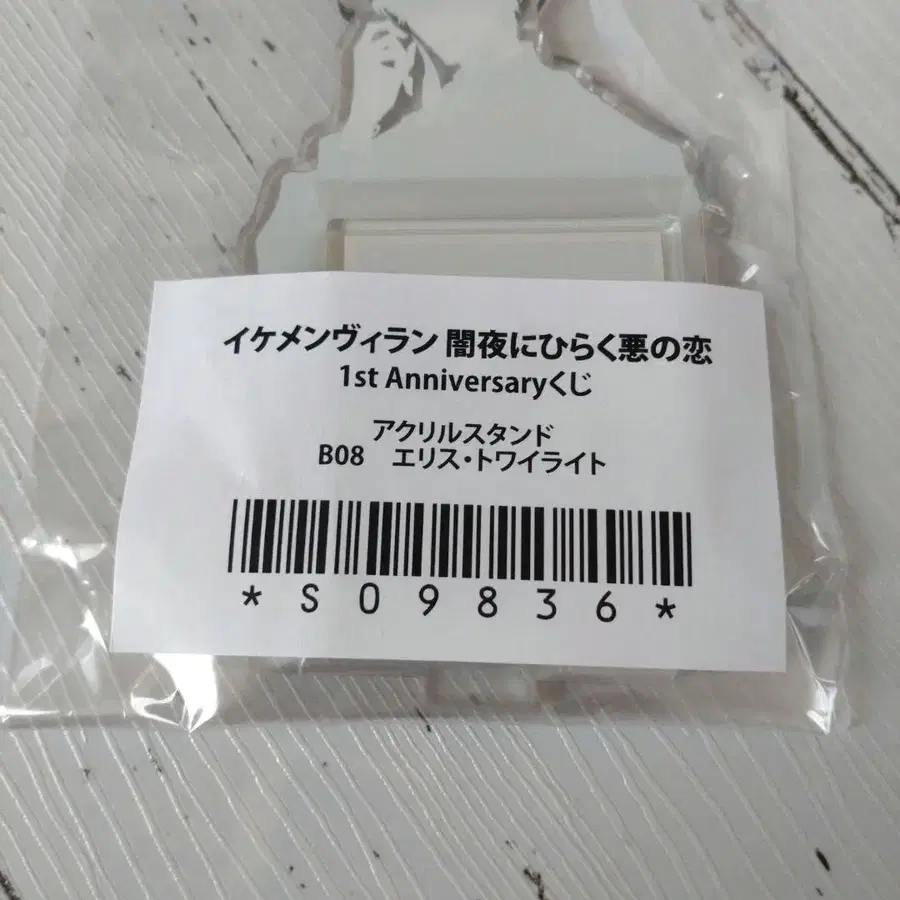 イケメンヴィラン 闇夜にひらく悪の恋
1st Anniversaryくじ
アクリルスタンド
B08　エリス・トワイライト
*S09836*